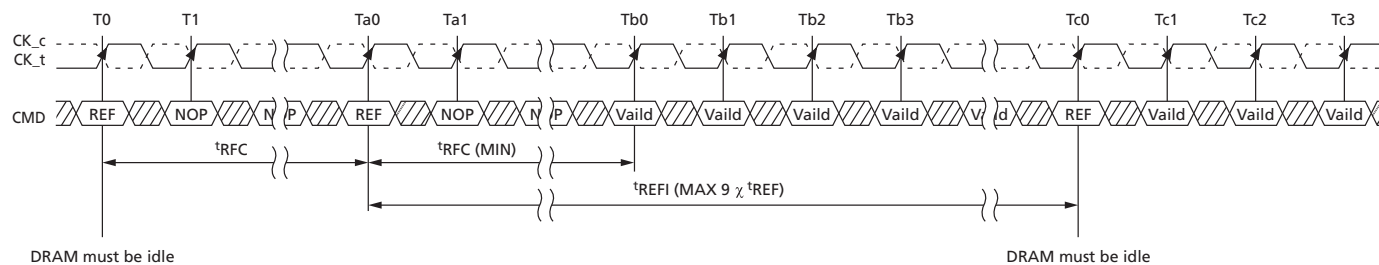 T0 T1 Ta0 Ta1 Tb0 Tb1 Tb2 Tb3 Tc0 Tc1 Tc2 Tc3
CK_c
CK_t
CMD REF NOP REF NOP Vaild Vaild Vaild Vaild REF Vaild Vaild Vaild
tRFC tRFC (MIN)
tREFI (MAX 9 χ tREF)
DRAM must be idle DRAM must be idle